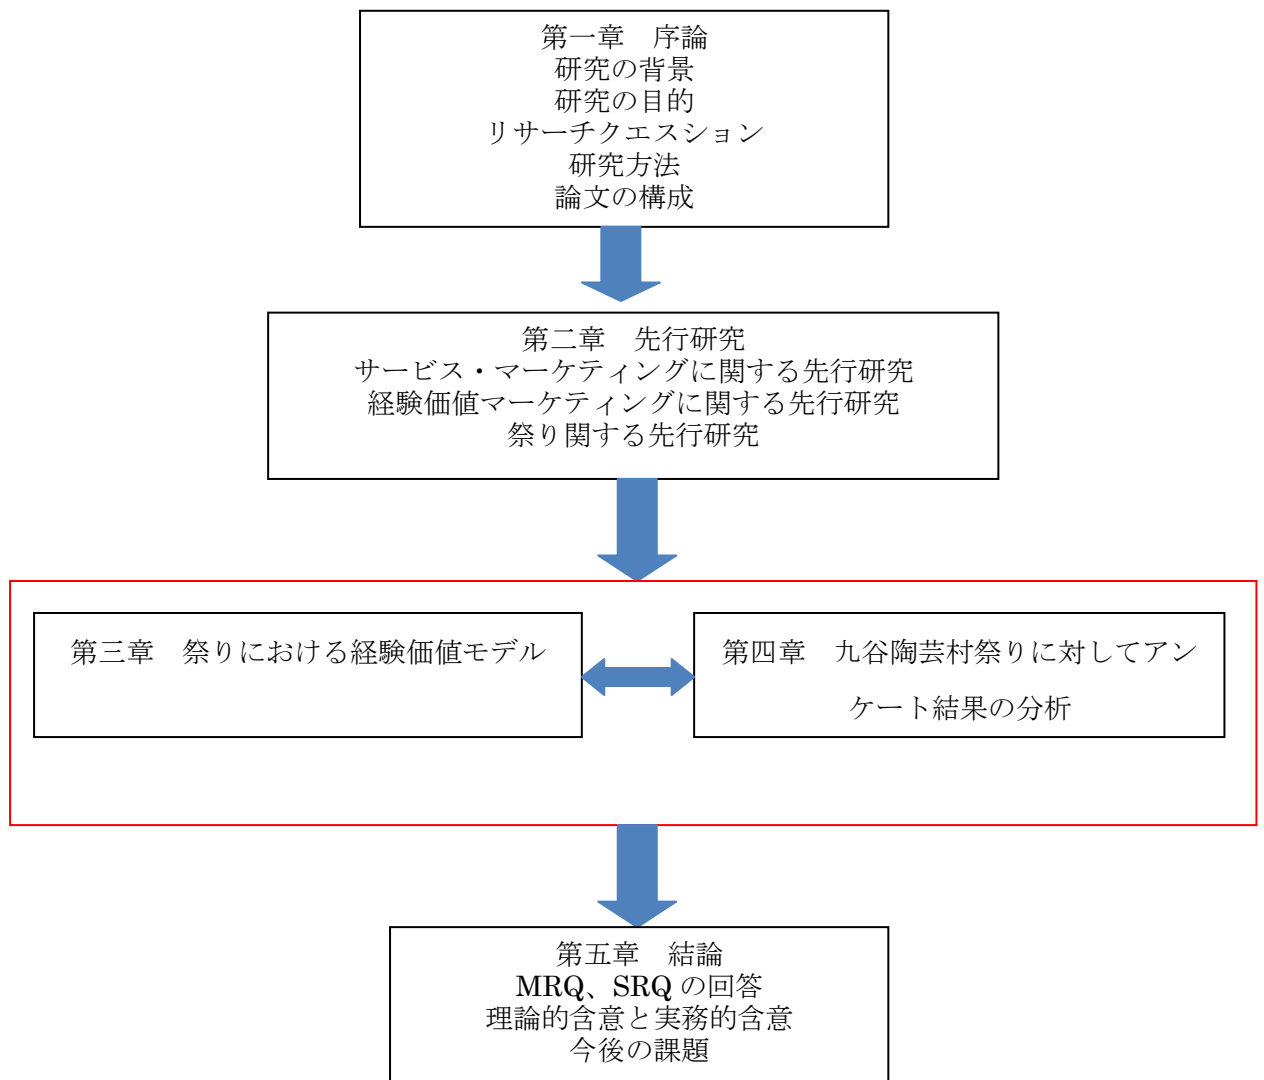 第一章　序論
研究の背景
研究の目的
リサーチクエスション
研究方法
論文の構成
第二章　先行研究
サービス・マーケティングに関する先行研究
経験価値マーケティングに関する先行研究
祭り関する先行研究
第三章　祭りにおける経験価値モデル
第四章　九谷陶芸村祭りに対してアン
ケート結果の分析
第五章　結論
MRQ、SRQ の回答
理論的含意と実務的含意
今後の課題